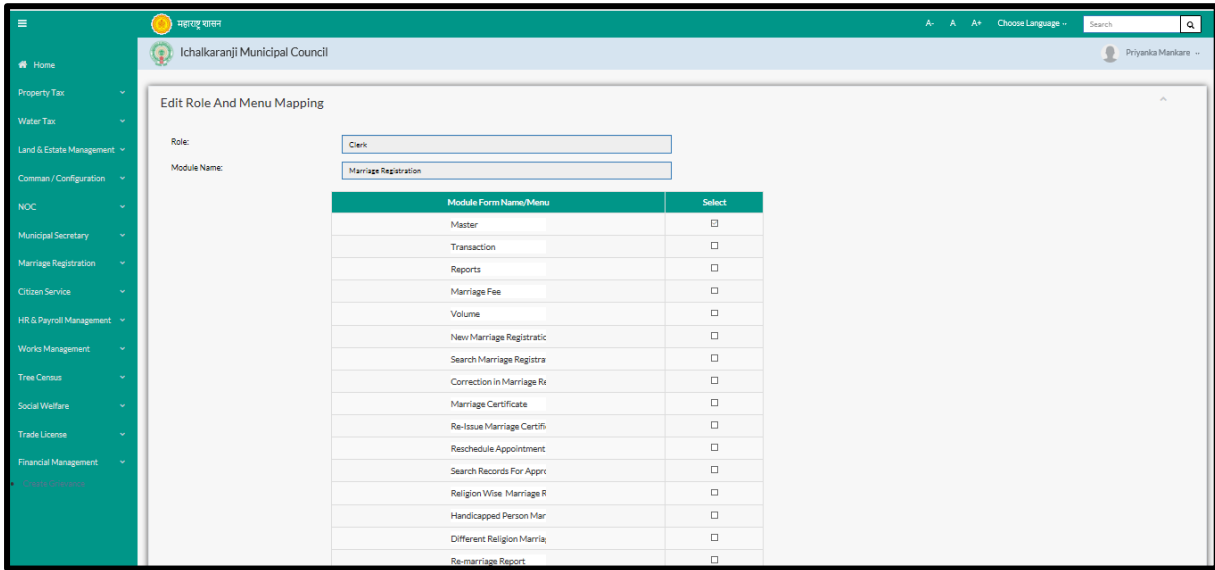 महाराष्ट्र शासन A- A A+ Choose Language Search
Ichalkaranji Municipal Council Priyanka Mankare
Home
Property Tax
Water Tax
Land & Estate Management
Comman / Configuration
NOC
Municipal Secretary
Marriage Registration
Citizen Service
HR & Payroll Management
Works Management
Tree Census
Social Welfare
Trade License
Financial Management
Edit Role And Menu Mapping
Role: Clerk
Module Name: Marriage Registration
Module Form Name/Menu Select
Master
Transaction
Reports
Marriage Fee
Volume
New Marriage Registratic
Search Marriage Registra
Correction in Marriage Re
Marriage Certificate
Re-Issue Marriage Certifi
Reschedule Appointment
Search Records For Appro
Religion Wise Marriage R
Handicapped Person Mar
Different Religion Marria
Re-marriage Report